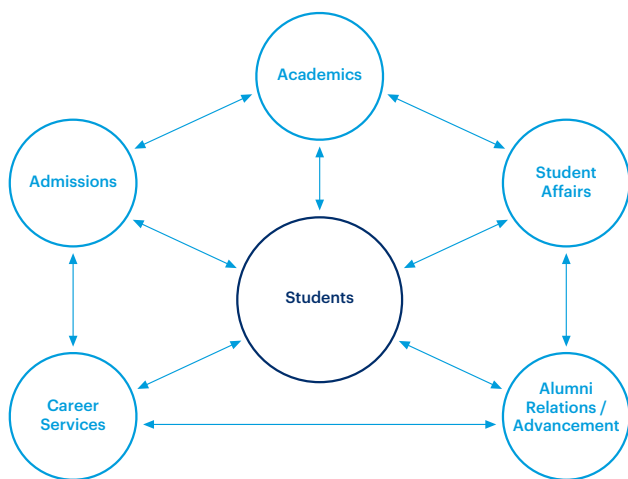 Academics
Admissions
Student
Affairs
Students
Career
Services
Alumni
Relations /
Advancement